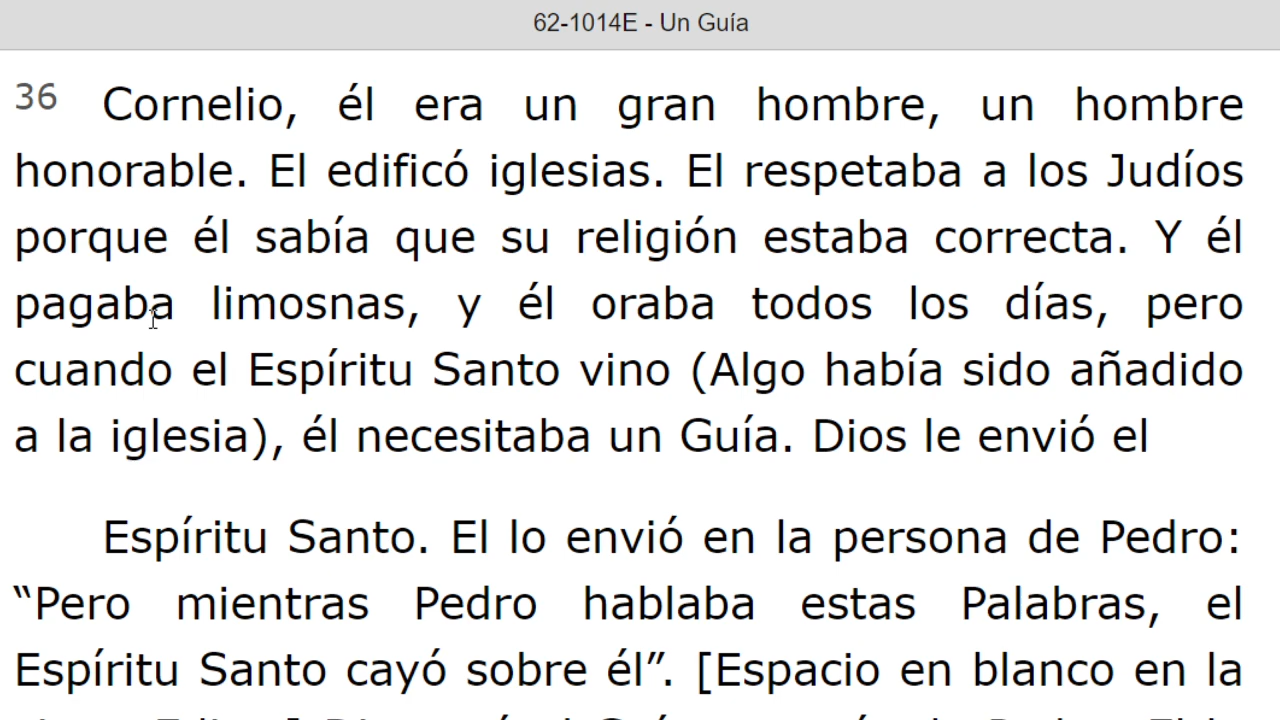 62-1014E - Un Guía
36 Cornelio, él era un gran hombre, un hombre
honorable. El edificó iglesias. El respetaba a los Judíos
porque él sabía que su religión estaba correcta. Y él
pagaba limosnas, y él oraba todos los días, pero
cuando el Espíritu Santo vino (Algo había sido añadido
a la iglesia), él necesitaba un Guía. Dios le envió el
Espíritu Santo. El lo envió en la persona de Pedro:
“Pero mientras Pedro hablaba estas Palabras, el
Espíritu Santo cayó sobre él”. [Espacio en blanco en la